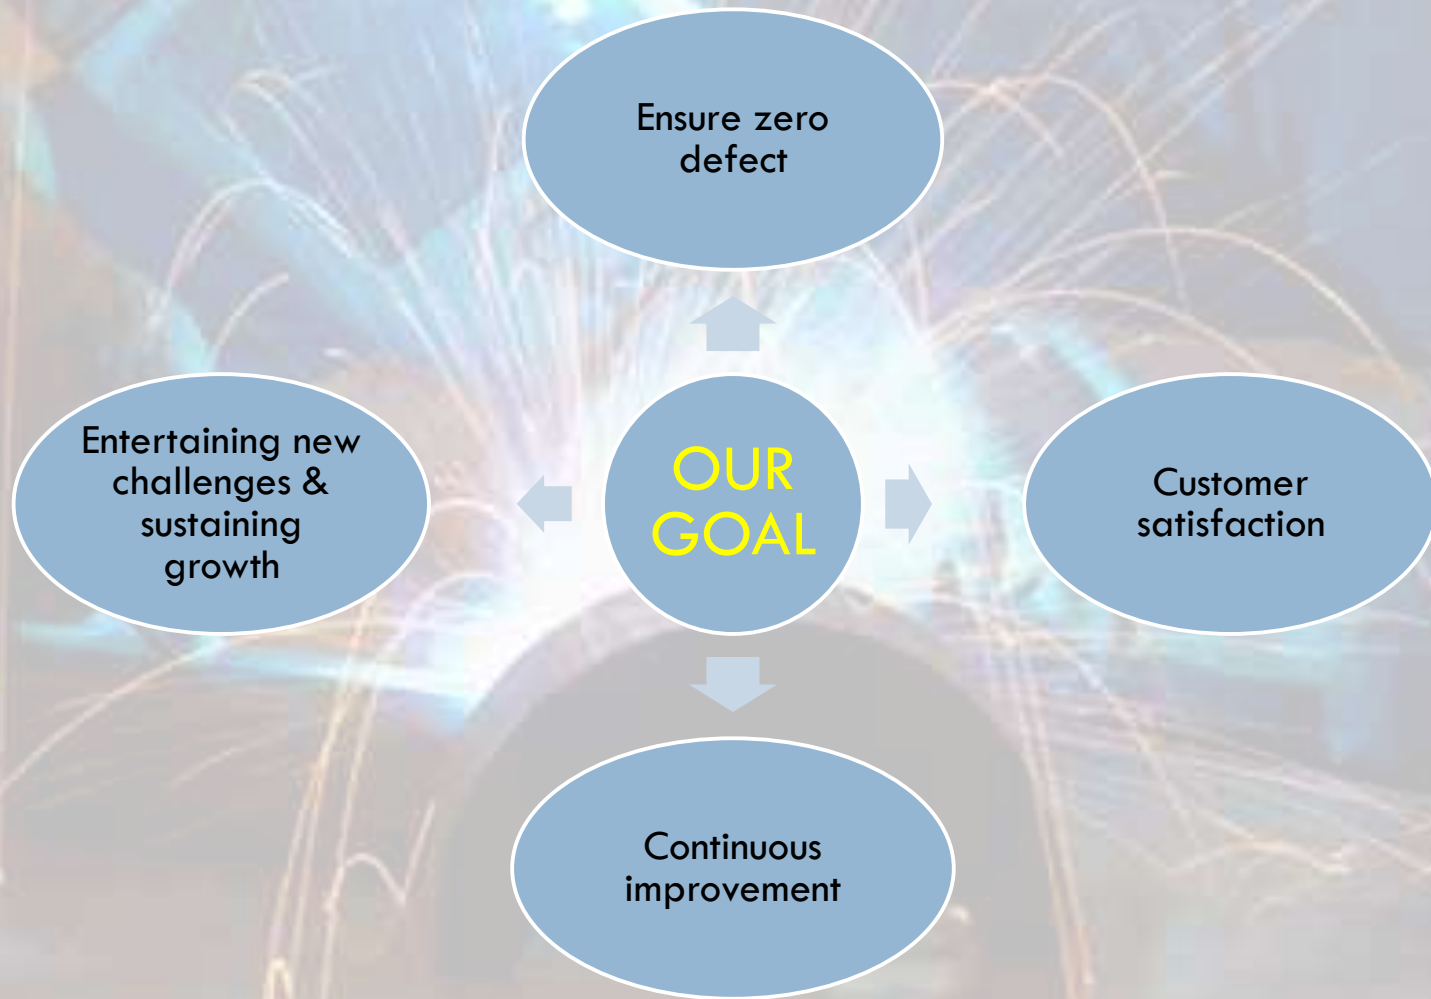 Ensure zero
defect
Entertaining new
challenges &
sustaining
growth
OUR
GOAL
Customer
satisfaction
Continuous
improvement